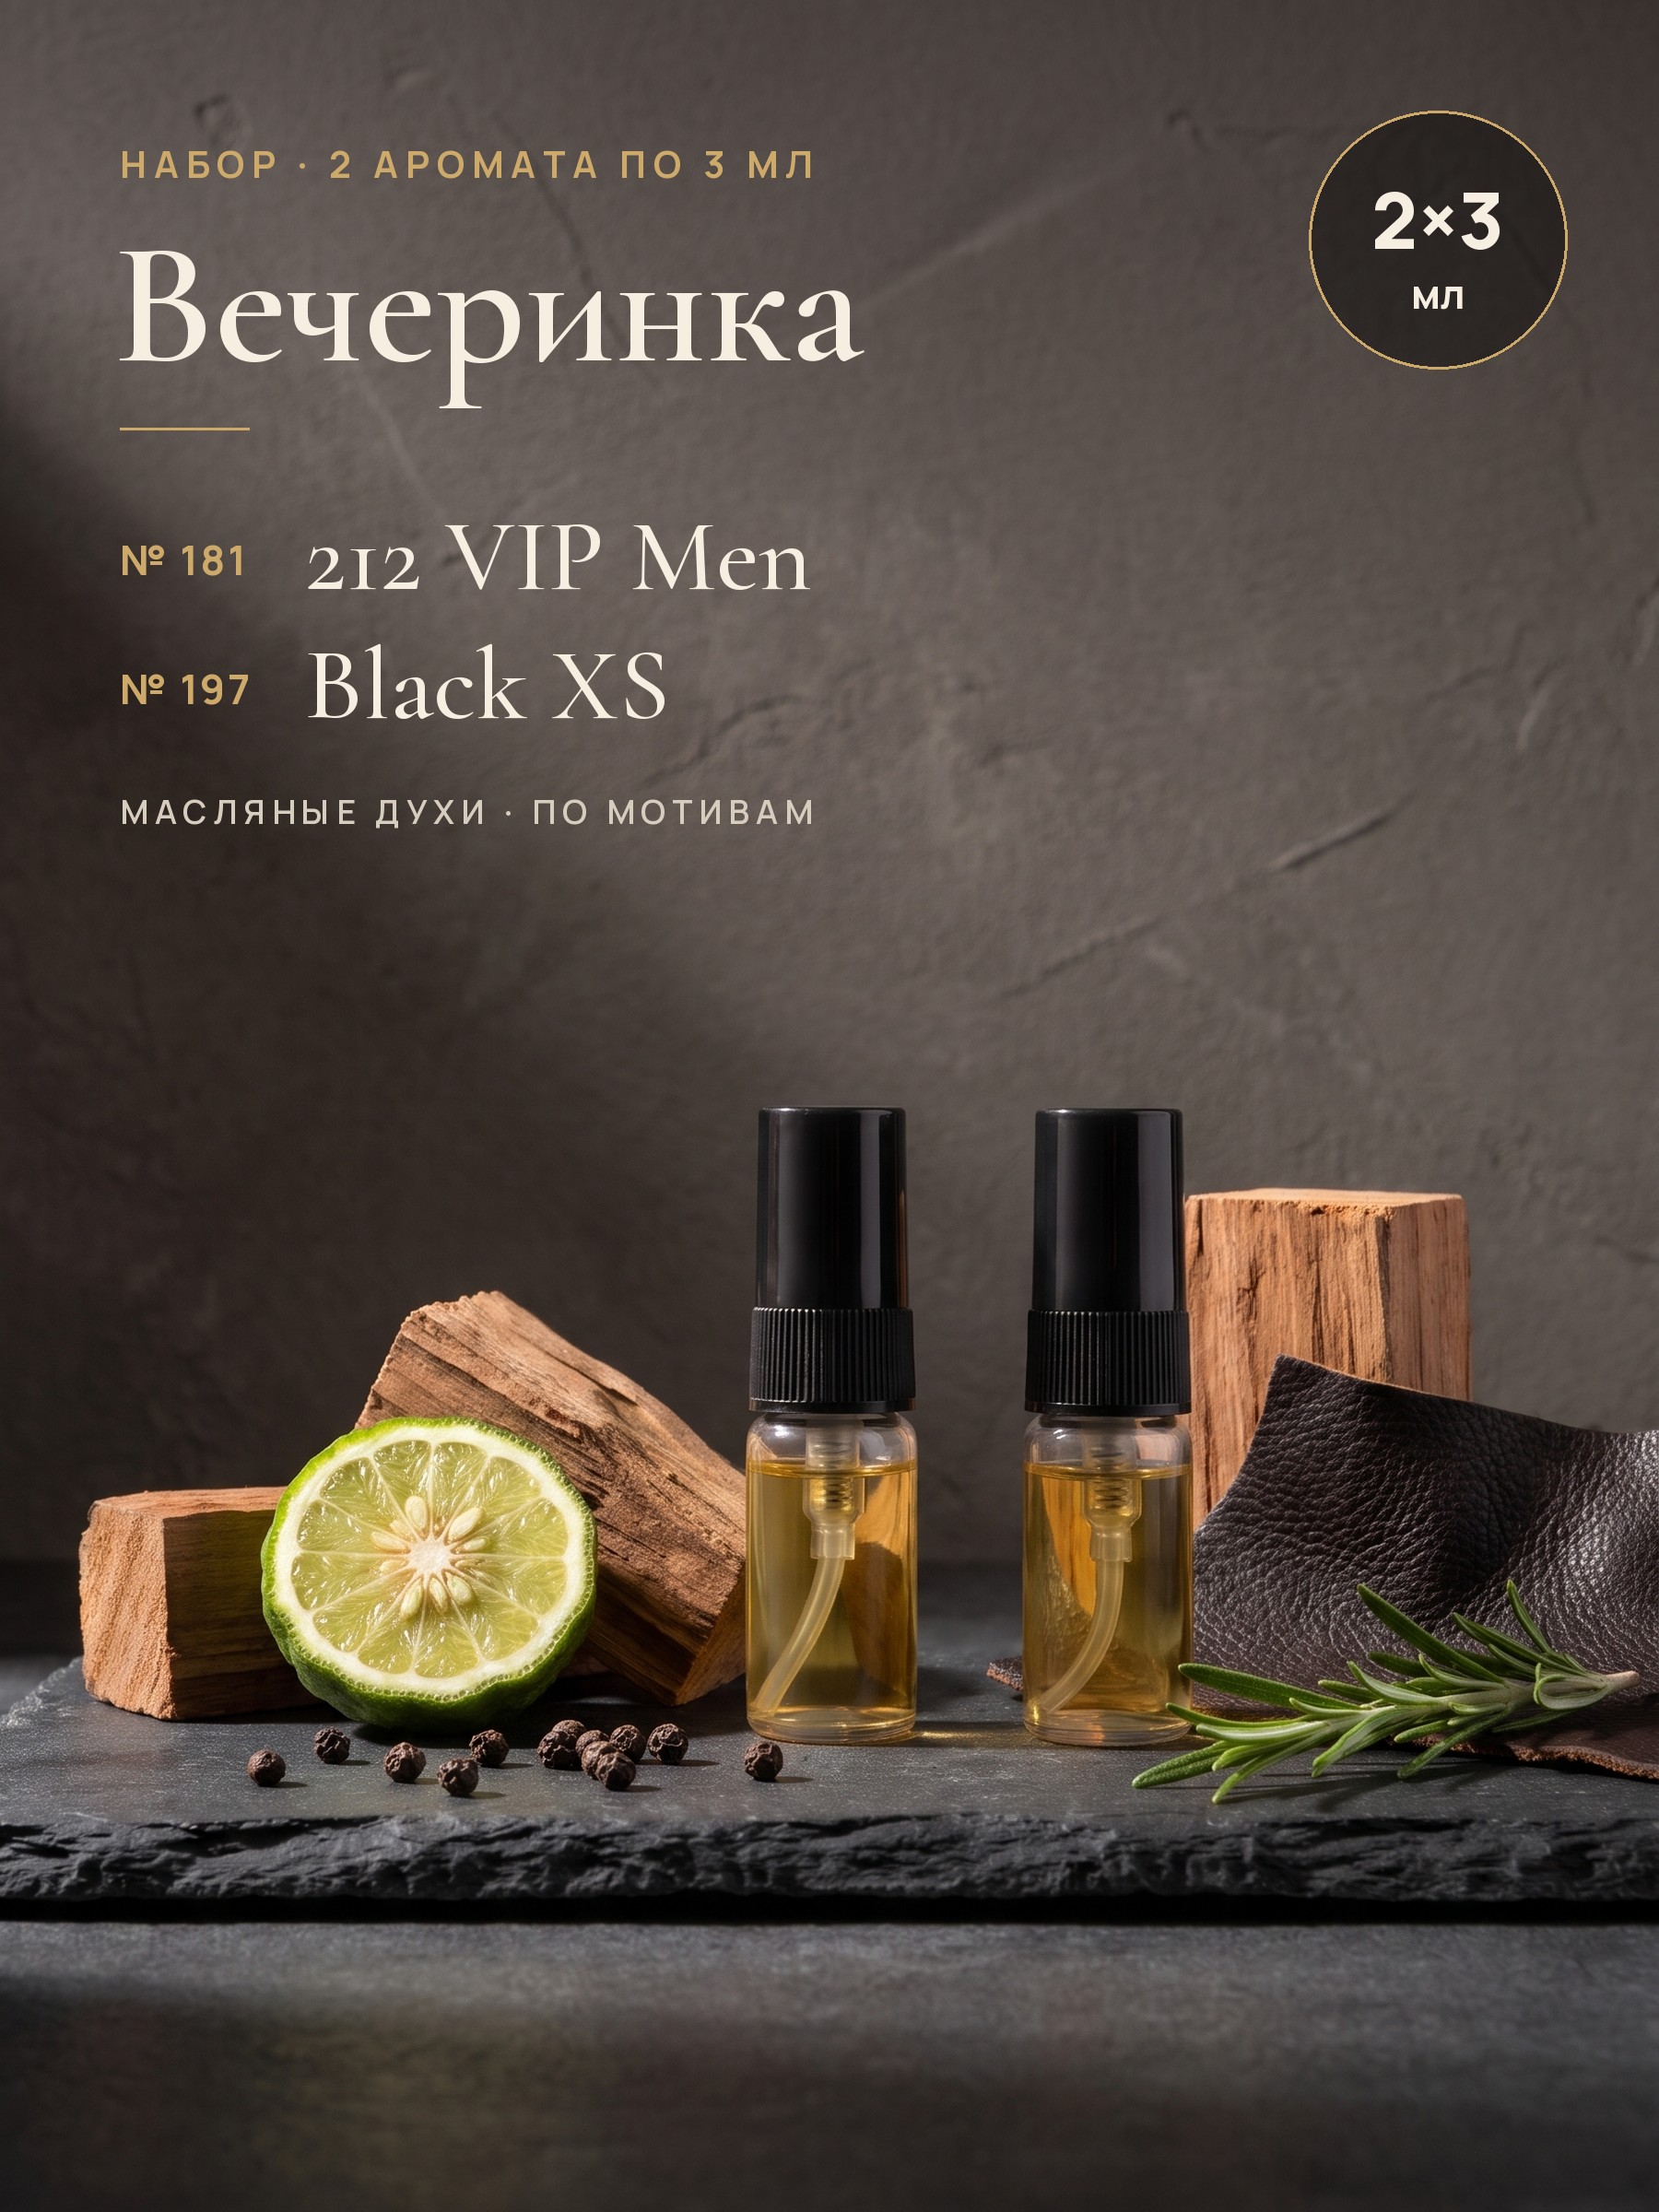 НАБОР · 2 АРОМАТА ПО 3 МЛ
2×3
мл
Вечеринка
№ 181 212 VIP Men
№ 197 Black XS
МАСЛЯНЫЕ ДУХИ · ПО МОТИВАМ